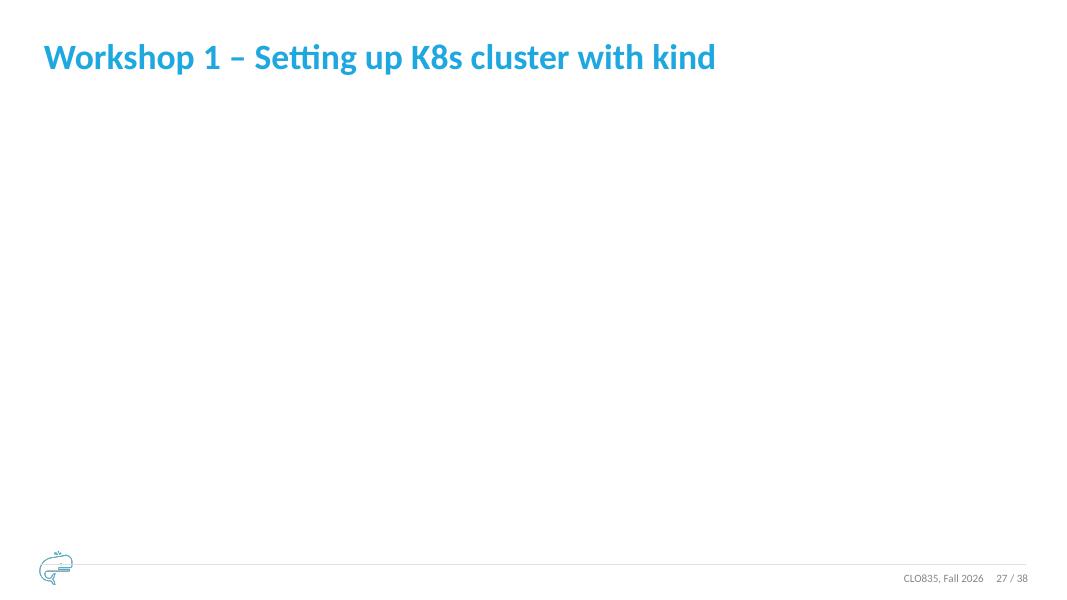 Workshop 1 – Setting up K8s cluster with kind
CLO835, Fall 2026 27 / 38